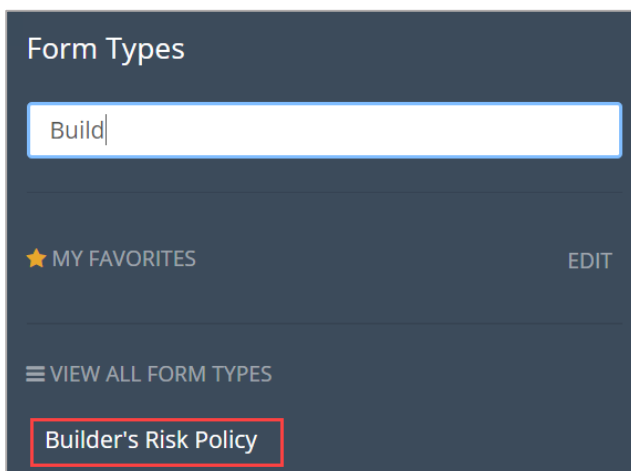 Form Types
Build
MY FAVORITES EDIT
VIEW ALL FORM TYPES
Builder's Risk Policy